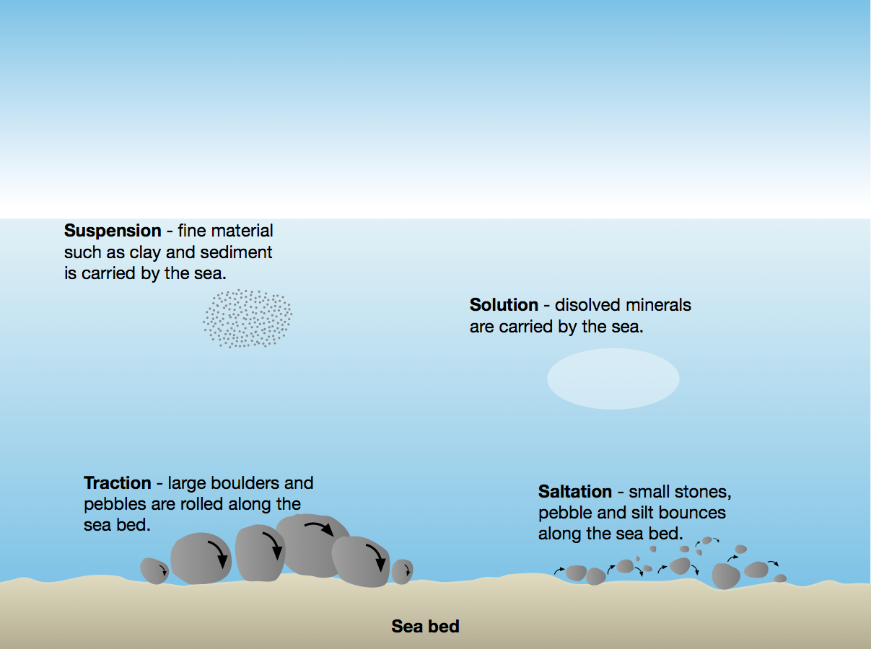 Suspension - fine material
such as clay and sediment
is carried by the sea.
Solution - disolved minerals
are carried by the sea.
Traction - large boulders and
pebbles are rolled along the
sea bed.
Saltation - small stones,
pebble and silt bounces
along the sea bed.
Sea bed